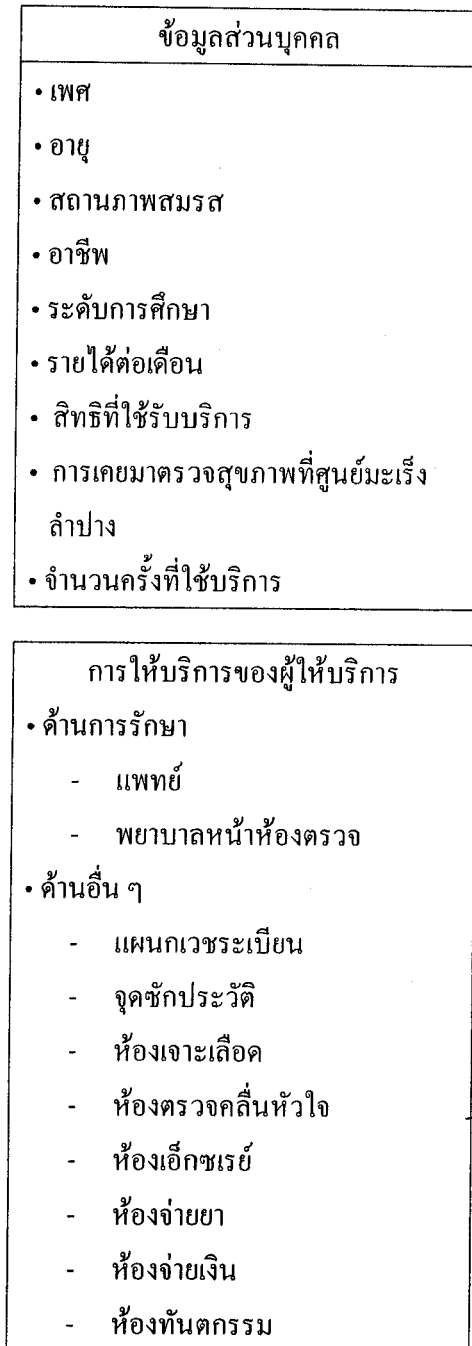 ข้อมูลส่วนบุคคล
• เพศ
• อายุ
• สถานภาพสมรส
• อาชีพ
• ระดับการศึกษา
• รายได้ต่อเดือน
• สิทธิที่ใช้รับบริการ
• การเคยมาตรวจสุขภาพที่ศูนย์มะเร็ง
ลำปาง
• จำนวนครั้งที่ใช้บริการ
การให้บริการของผู้ให้บริการ
• ด้านการรักษา
- แพทย์
- พยาบาลหน้าห้องตรวจ
• ด้านอื่น ๆ
- แผนกเวชระเบียน
- จุดซักประวัติ
- ห้องเจาะเลือด
- ห้องตรวจคลื่นหัวใจ
- ห้องเอ็กซเรย์
- ห้องจ่ายยา
- ห้องจ่ายเงิน
- ห้องทันตกรรม